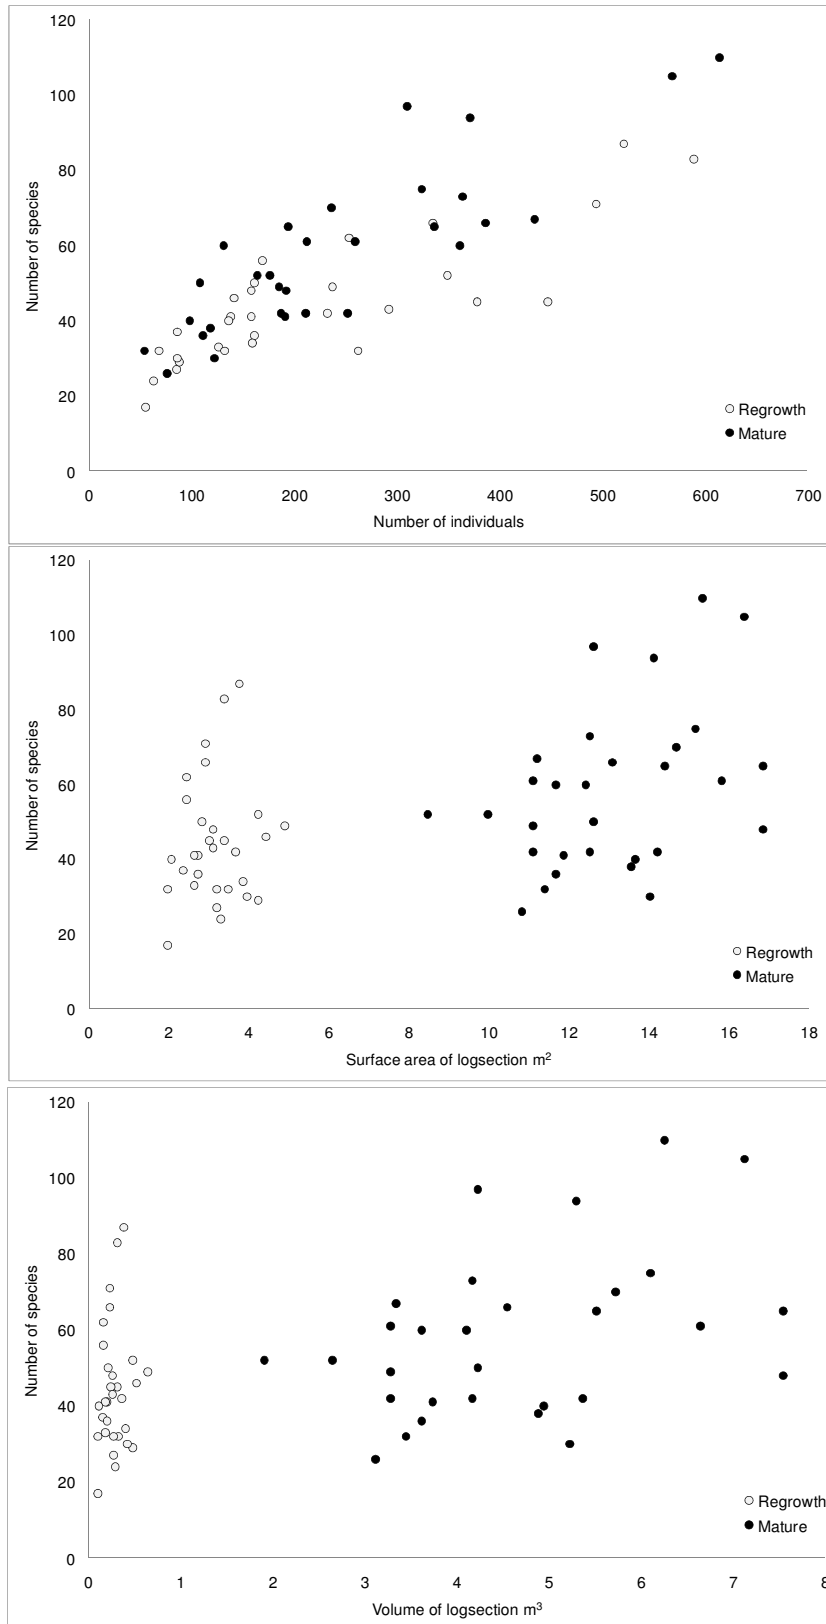 120
100
80
60
40
20
0
Number of species
Regrowth
Mature
0 100 200 300 400 500 600 700
Number of individuals
120
100
80
60
40
20
0
Number of species
Regrowth
Mature
0 2 4 6 8 10 12 14 16 18
Surface area of logsection m²
120
100
80
60
40
20
0
Number of species
Regrowth
Mature
0 1 2 3 4 5 6 7 8
Volume of logsection m³